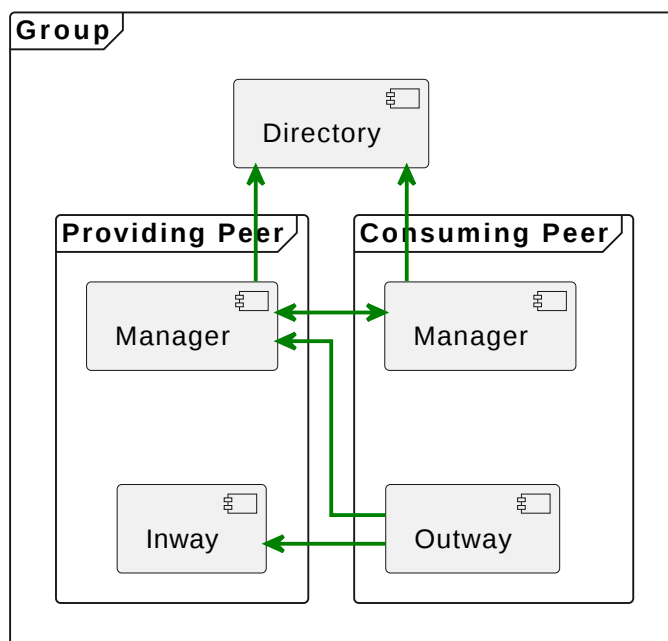 Group
Directory
Providing Peer
Consuming Peer
Manager
Manager
Inway
Outway